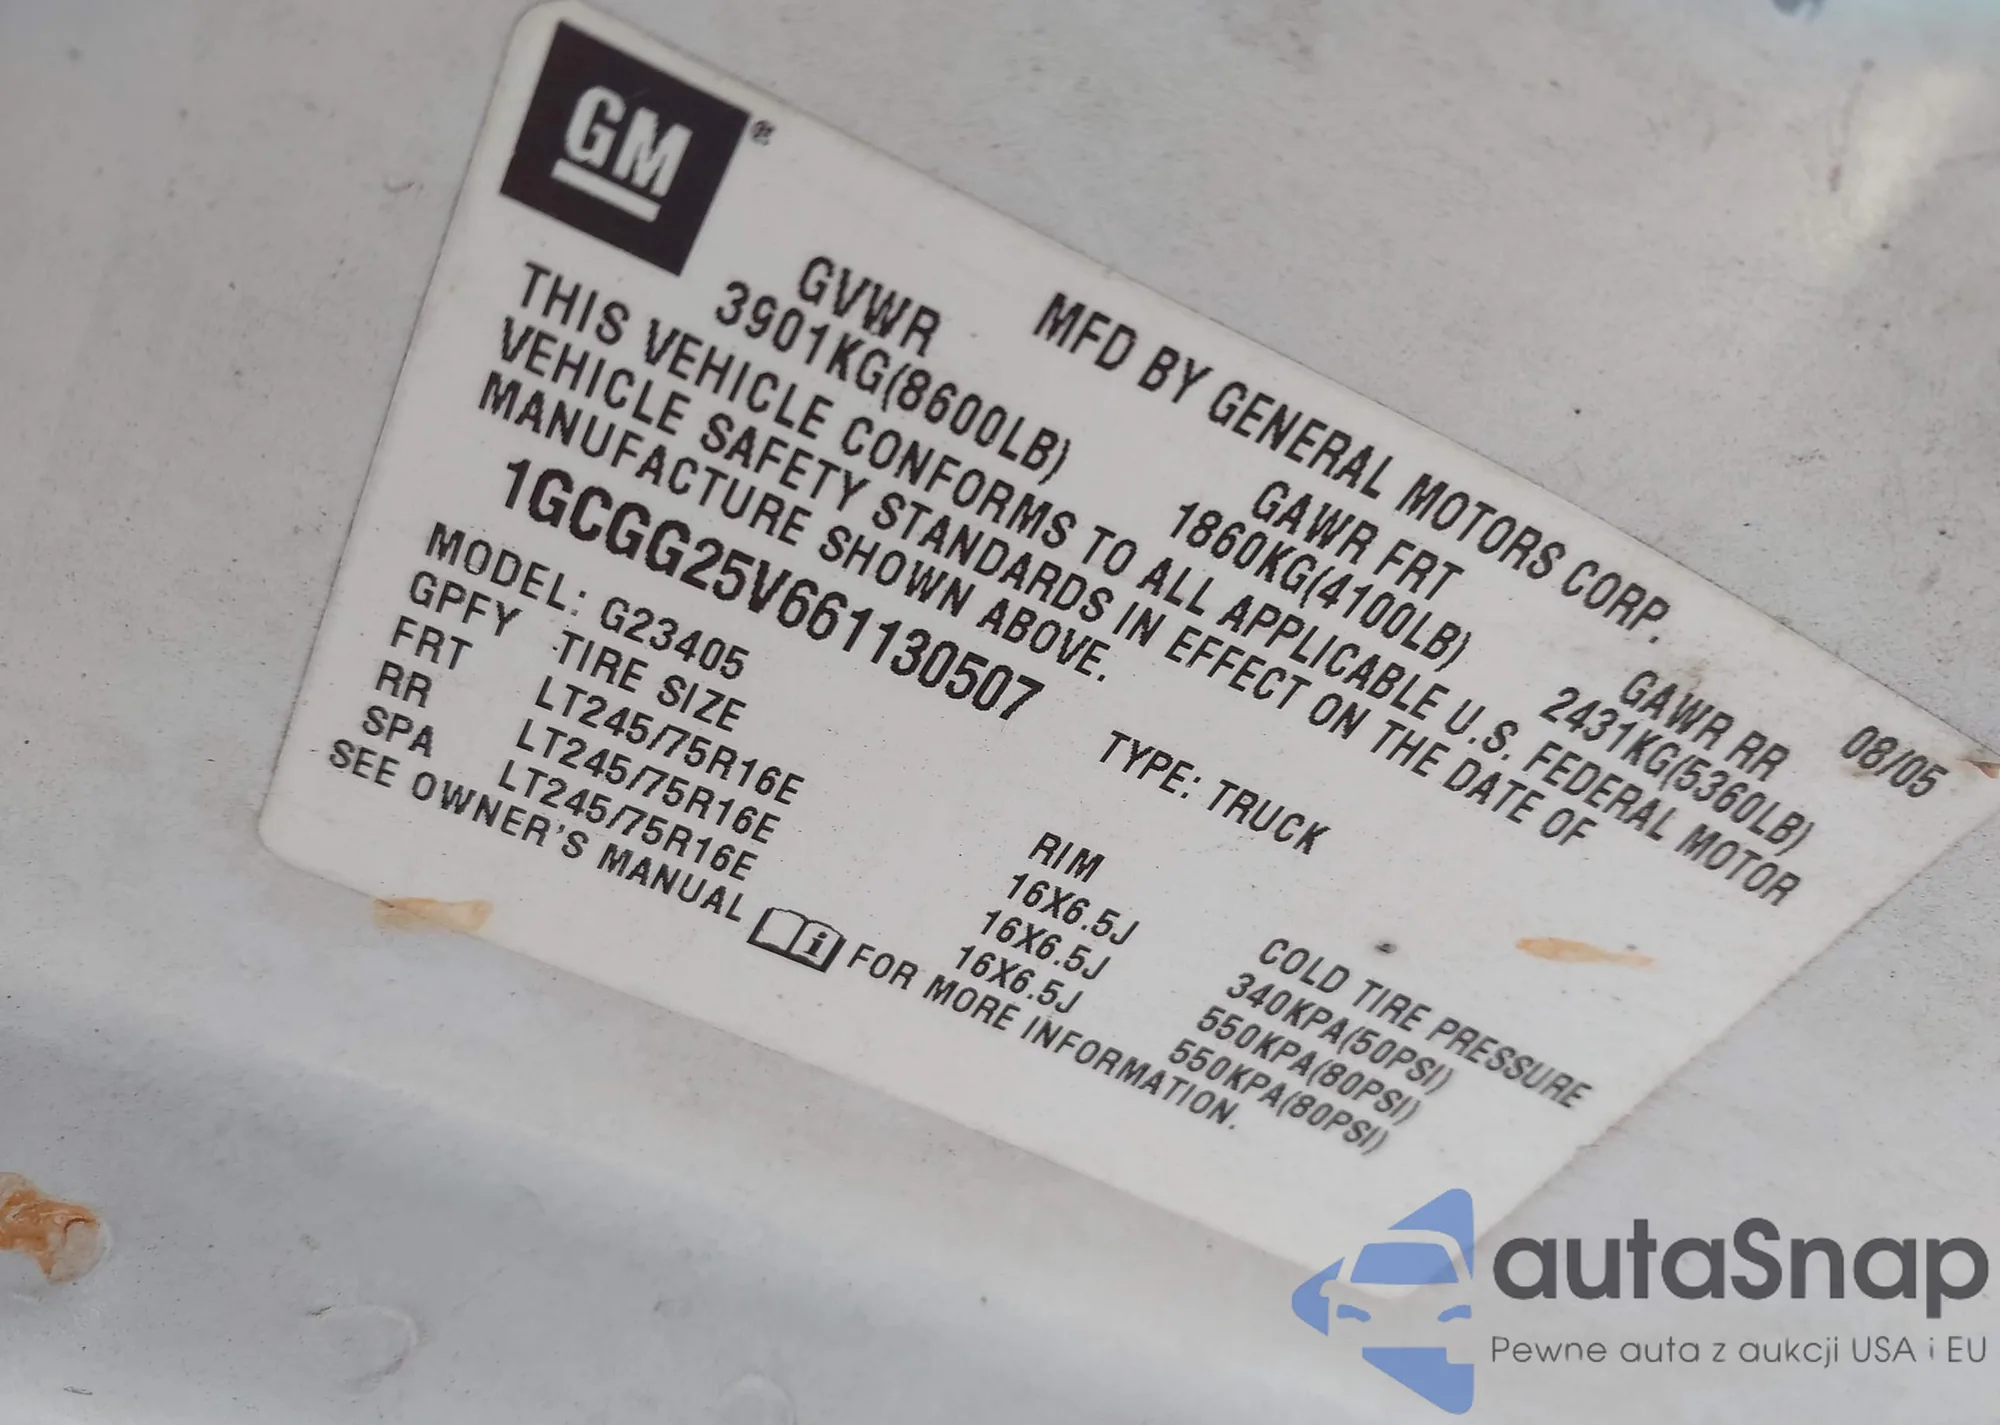 GM®
MFD BY GENERAL MOTORS CORP. 08/05
GVWR GAWR FRT GAWR RR
3901KG(8600LB) 1860KG(4100LB) 2431KG(5360LB)
THIS VEHICLE CONFORMS TO ALL APPLICABLE U.S. FEDERAL MOTOR
VEHICLE SAFETY STANDARDS IN EFFECT ON THE DATE OF
MANUFACTURE SHOWN ABOVE.
1GCGG25V661130507 TYPE: TRUCK
MODEL: G23405
GPFY TIRE SIZE RIM COLD TIRE PRESSURE
FRT LT245/75R16E 16X6.5J 340KPA(50PSI)
RR LT245/75R16E 16X6.5J 550KPA(80PSI)
SPA LT245/75R16E 16X6.5J 550KPA(80PSI)
SEE OWNER'S MANUAL i FOR MORE INFORMATION.
autaSnap
Pewne auta z aukcji USA i EU